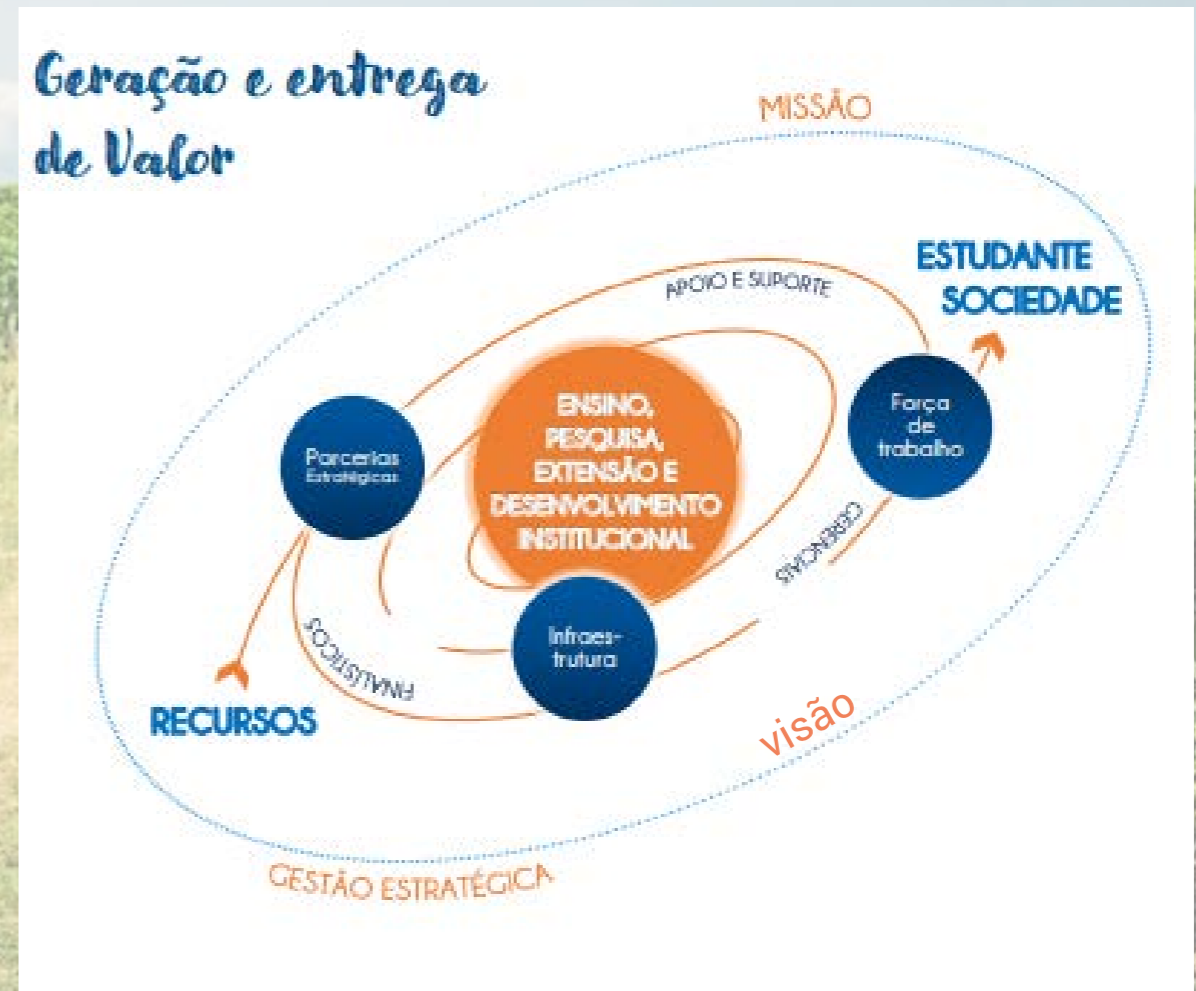 Geração e entrega
de Valor
MISSÃO
ESTUDANTE
SOCIEDADE
APOIO E SUPORTE
Força
de
trabalho
ENSINO,
PESQUISA,
EXTENSÃO E
DESENVOLVIMENTO
INSTITUCIONAL
Parcerias
Estratégicas
GERENCIAIS
Infraes-
trutura
FINALÍSTICOS
RECURSOS
visão
GESTÃO ESTRATÉGICA